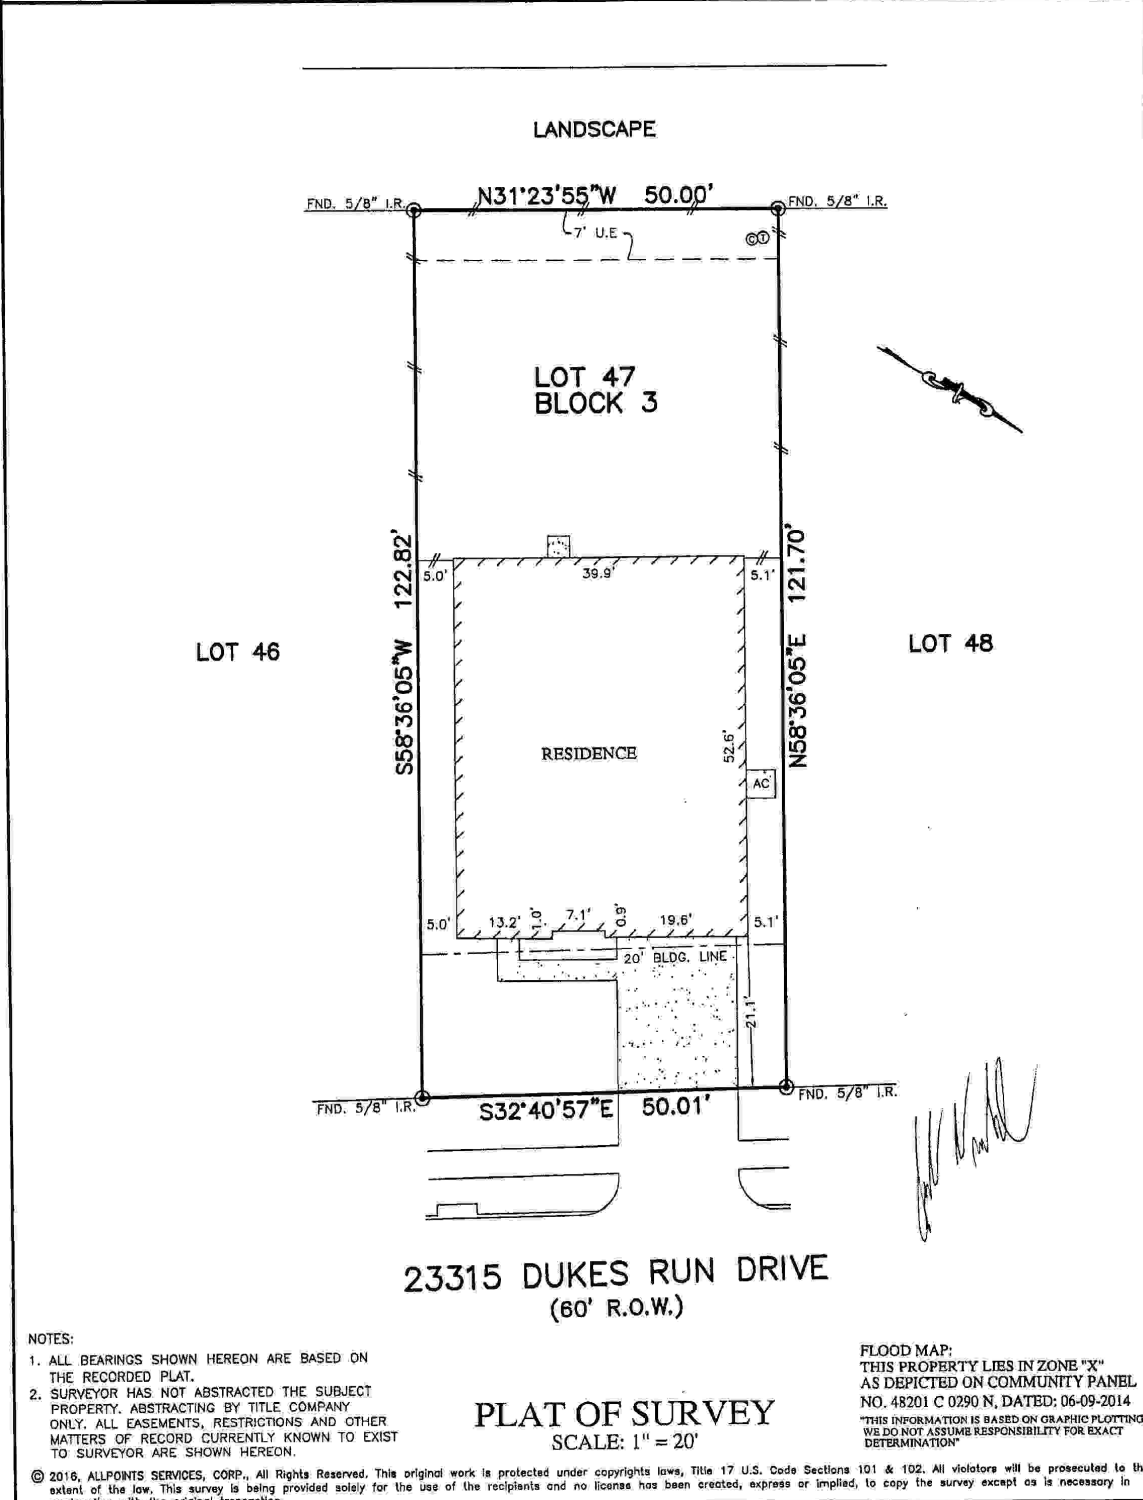 LANDSCAPE
FND. 5/8" I.R.
N31°23'55"W 50.00'
FND. 5/8" I.R.
7' U.E
C T
LOT 47
BLOCK 3
S58°36'05"W 122.82'
N58°36'05"E 121.70'
5.0'
39.9'
5.1'
LOT 46
LOT 48
RESIDENCE
52.6'
AC
5.0'
13.2'
1.0'
7.1'
0.9'
19.6'
5.1'
20' BLDG. LINE
21.1'
FND. 5/8" I.R.
S32°40'57"E 50.01'
FND. 5/8" I.R.
23315 DUKES RUN DRIVE
(60' R.O.W.)
NOTES:
1. ALL BEARINGS SHOWN HEREON ARE BASED ON
THE RECORDED PLAT.
2. SURVEYOR HAS NOT ABSTRACTED THE SUBJECT
PROPERTY. ABSTRACTING BY TITLE COMPANY
ONLY. ALL EASEMENTS, RESTRICTIONS AND OTHER
MATTERS OF RECORD CURRENTLY KNOWN TO EXIST
TO SURVEYOR ARE SHOWN HEREON.
PLAT OF SURVEY
SCALE: 1" = 20'
FLOOD MAP:
THIS PROPERTY LIES IN ZONE "X"
AS DEPICTED ON COMMUNITY PANEL
NO. 48201 C 0290 N, DATED: 06-09-2014
"THIS INFORMATION IS BASED ON GRAPHIC PLOTTING
WE DO NOT ASSUME RESPONSIBILITY FOR EXACT
DETERMINATION"
© 2016, ALLPOINTS SERVICES, CORP., All Rights Reserved. This original work is protected under copyrights laws, Title 17 U.S. Code Sections 101 & 102. All violators will be prosecuted to th
extent of the law. This survey is being provided solely for the use of the recipients and no license has been created, express or implied, to copy the survey except as is necessary in